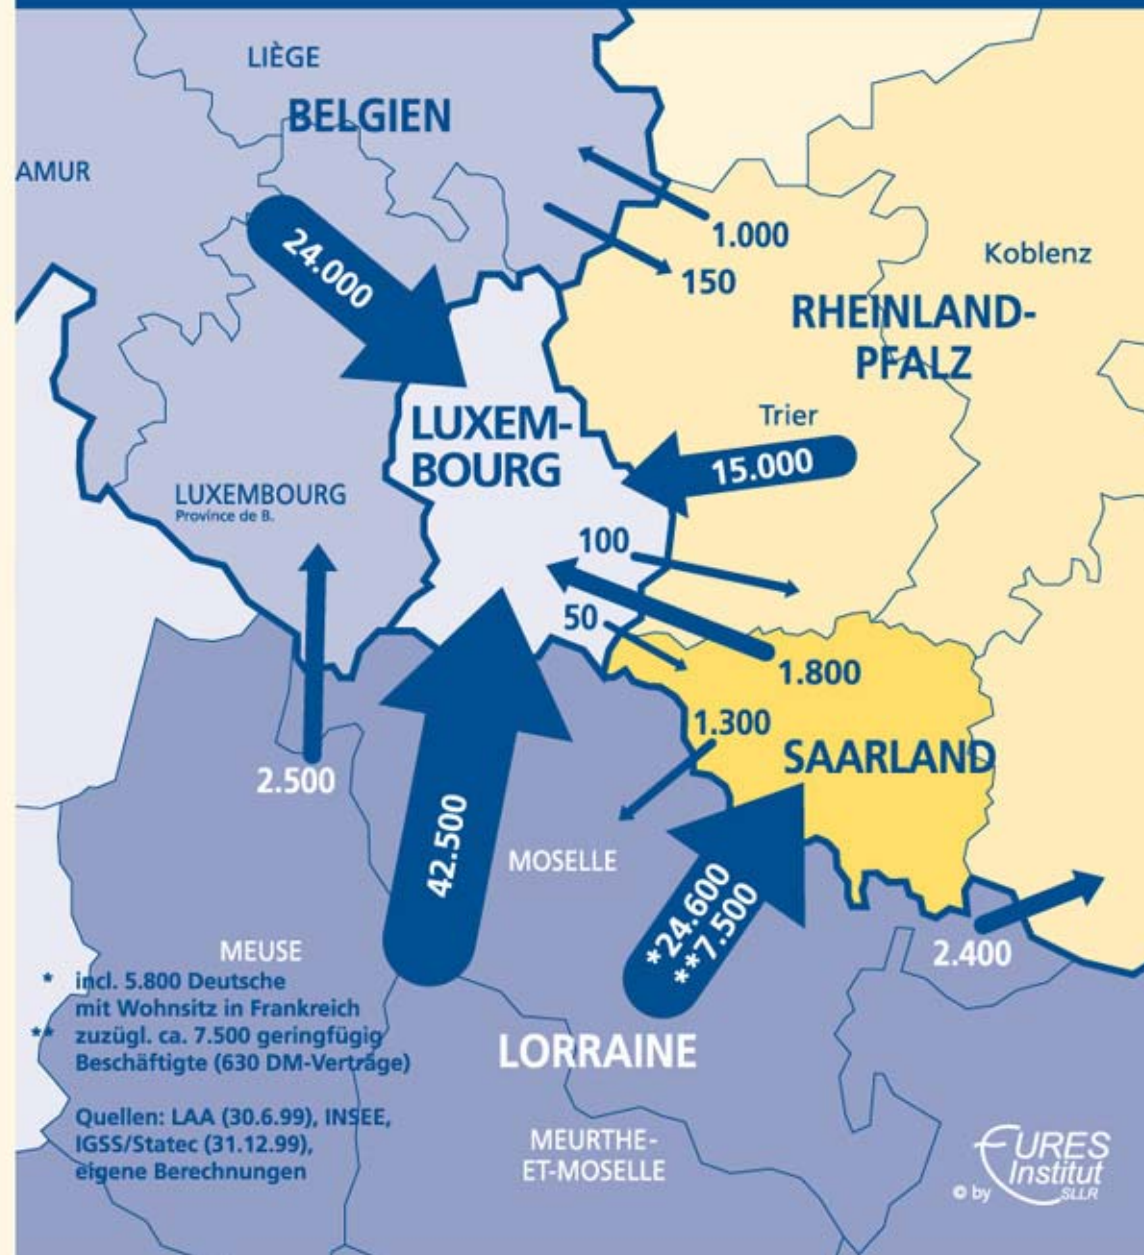 LIÈGE
BELGIEN
AMUR
24.000
1.000
150
Koblenz
RHEINLAND-
PFALZ
LUXEM-
BOURG
Trier
15.000
LUXEMBOURG
Province de B.
100
50
1.800
1.300
SAARLAND
2.500
42.500
MOSELLE
*24.600
**7.500
2.400
MEUSE
* incl. 5.800 Deutsche
mit Wohnsitz in Frankreich
** zuzügl. ca. 7.500 geringfügig
Beschäftigte (630 DM-Verträge)
LORRAINE
Quellen: LAA (30.6.99), INSEE,
IGSS/Statec (31.12.99),
eigene Berechnungen
MEURTHE-
ET-MOSELLE
© by
EURES
Institut
SLLR